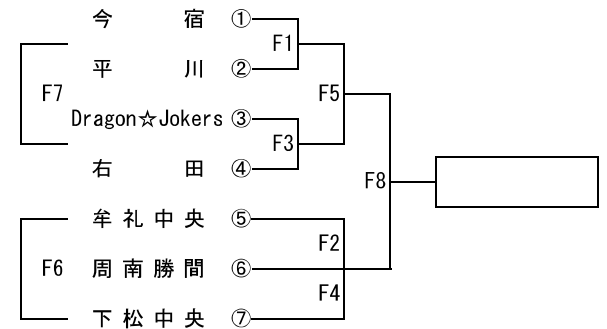 今宿 ①
F1
平川 ②
F7
F5
Dragon☆Jokers ③
F3
右田 ④
F8
牟礼中央 ⑤
F2
F6
周南勝間 ⑥
F4
下松中央 ⑦